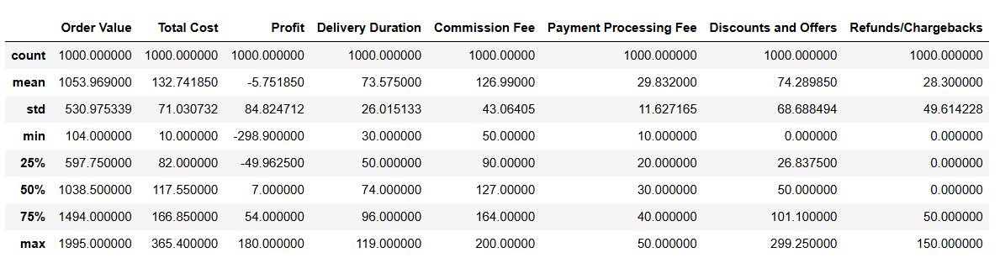 Order Value Total Cost Profit Delivery Duration Commission Fee Payment Processing Fee Discounts and Offers Refunds/Chargebacks
count 1000.000000 1000.000000 1000.000000 1000.000000 1000.00000 1000.000000 1000.000000 1000.000000
mean 1053.969000 132.741850 -5.751850 73.575000 126.99000 29.832000 74.289850 28.300000
std 530.975339 71.030732 84.824712 26.015133 43.06405 11.627165 68.688494 49.614228
min 104.000000 10.000000 -298.900000 30.000000 50.00000 10.000000 0.000000 0.000000
25% 597.750000 82.000000 -49.962500 50.000000 90.00000 20.000000 26.837500 0.000000
50% 1038.500000 117.550000 7.000000 74.000000 127.00000 30.000000 50.000000 0.000000
75% 1494.000000 166.850000 54.000000 96.000000 164.00000 40.000000 101.100000 50.000000
max 1995.000000 365.400000 180.000000 119.000000 200.00000 50.000000 299.250000 150.000000